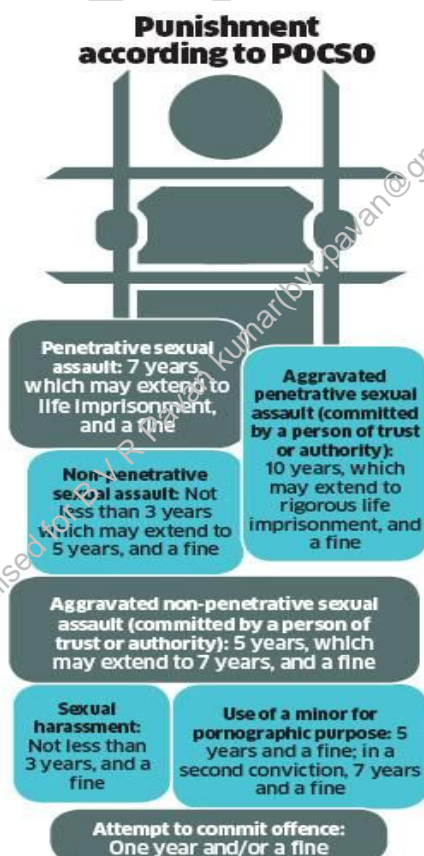 Punishment
according to POCSO
Penetrative sexual
assault: 7 years,
which may extend to
life imprisonment,
and a fine
Aggravated
penetrative sexual
assault (committed
by a person of trust
or authority):
10 years, which
may extend to
rigorous life
imprisonment, and
a fine
Non-penetrative
sexual assault: Not
less than 3 years
which may extend to
5 years, and a fine
Aggravated non-penetrative sexual
assault (committed by a person of
trust or authority): 5 years, which
may extend to 7 years, and a fine
Sexual
harassment:
Not less than
3 years, and a
fine
Use of a minor for
pornographic purpose: 5
years and a fine; in a
second conviction, 7 years
and a fine
Attempt to commit offence:
One year and/or a fine